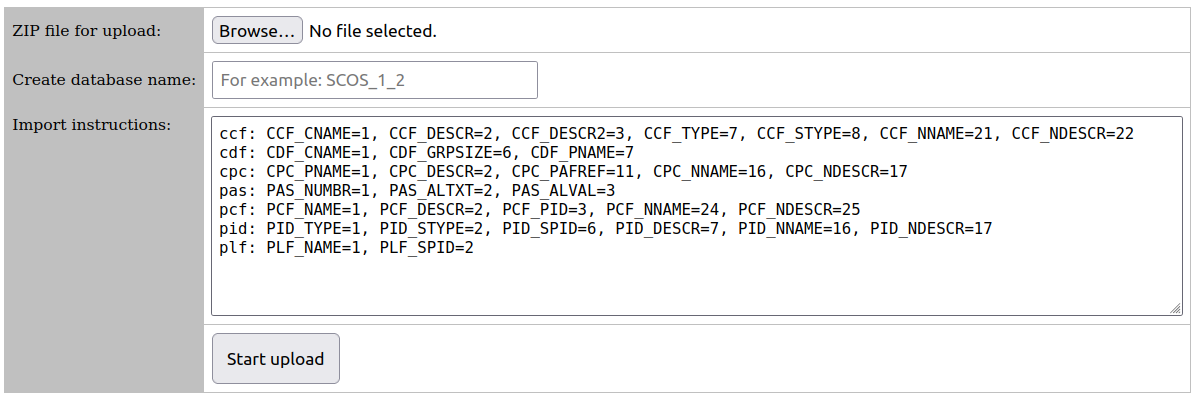 ZIP file for upload: Browse... No file selected.
Create database name: For example: SCOS_1_2
Import instructions:
ccf: CCF_CNAME=1, CCF_DESCR=2, CCF_DESCR2=3, CCF_TYPE=7, CCF_STYPE=8, CCF_NNAME=21, CCF_NDESCR=22
cdf: CDF_CNAME=1, CDF_GRPSIZE=6, CDF_PNAME=7
cpc: CPC_PNAME=1, CPC_DESCR=2, CPC_PAFREF=11, CPC_NNAME=16, CPC_NDESCR=17
pas: PAS_NUMBR=1, PAS_ALTXT=2, PAS_ALVAL=3
pcf: PCF_NAME=1, PCF_DESCR=2, PCF_PID=3, PCF_NNAME=24, PCF_NDESCR=25
pid: PID_TYPE=1, PID_STYPE=2, PID_SPID=6, PID_DESCR=7, PID_NNAME=16, PID_NDESCR=17
plf: PLF_NAME=1, PLF_SPID=2
Start upload